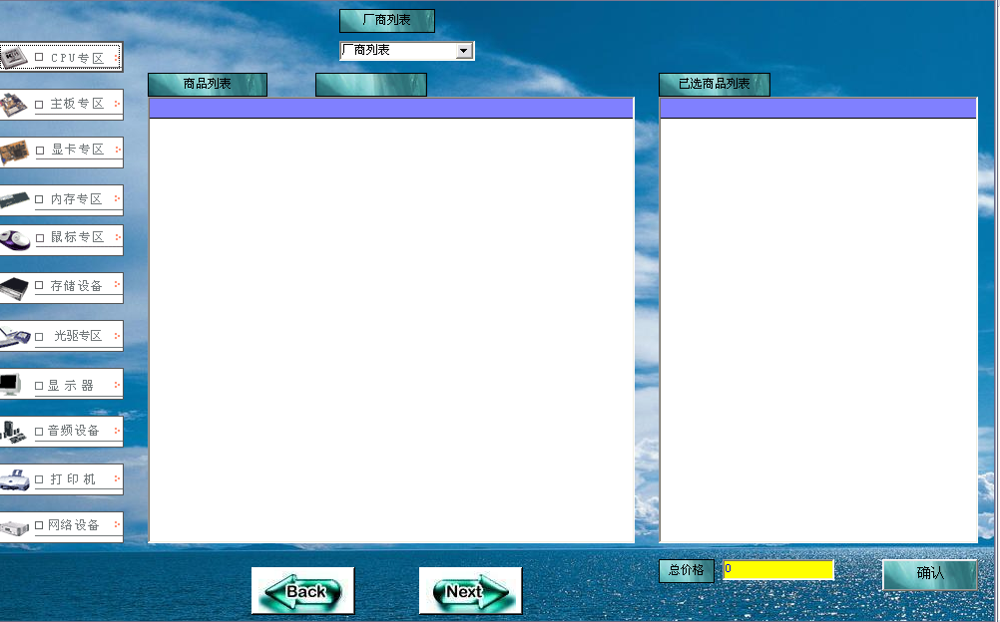 厂商列表
厂商列表
商品列表
已选商品列表
CPU专区
主板专区
显卡专区
内存专区
鼠标专区
存储设备
光驱专区
显示器
音频设备
打印机
网络设备
总价格
0
确认
Back
Next